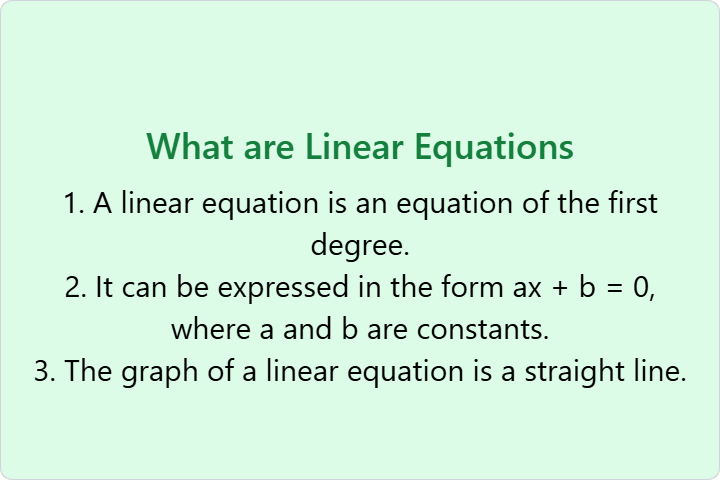 What are Linear Equations
1. A linear equation is an equation of the first
degree.
2. It can be expressed in the form ax + b = 0,
where a and b are constants.
3. The graph of a linear equation is a straight line.